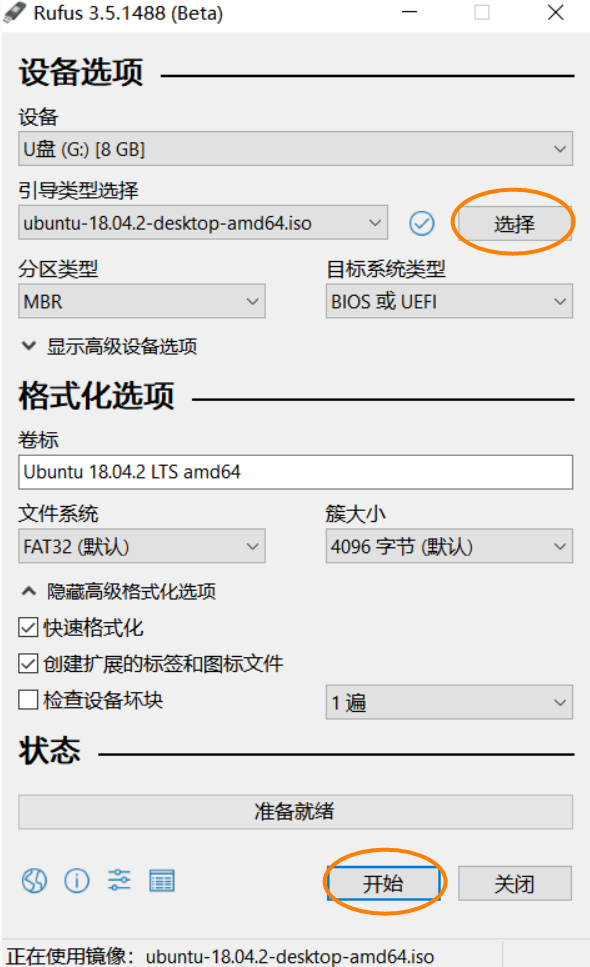 Rufus 3.5.1488 (Beta)
设备选项
设备
U盘 (G:) [8 GB]
引导类型选择
ubuntu-18.04.2-desktop-amd64.iso 选择
分区类型 目标系统类型
MBR BIOS 或 UEFI
显示高级设备选项
格式化选项
卷标
Ubuntu 18.04.2 LTS amd64
文件系统 簇大小
FAT32 (默认) 4096 字节 (默认)
隐藏高级格式化选项
快速格式化
创建扩展的标签和图标文件
检查设备坏块 1 遍
状态
准备就绪
开始 关闭
正在使用镜像：ubuntu-18.04.2-desktop-amd64.iso